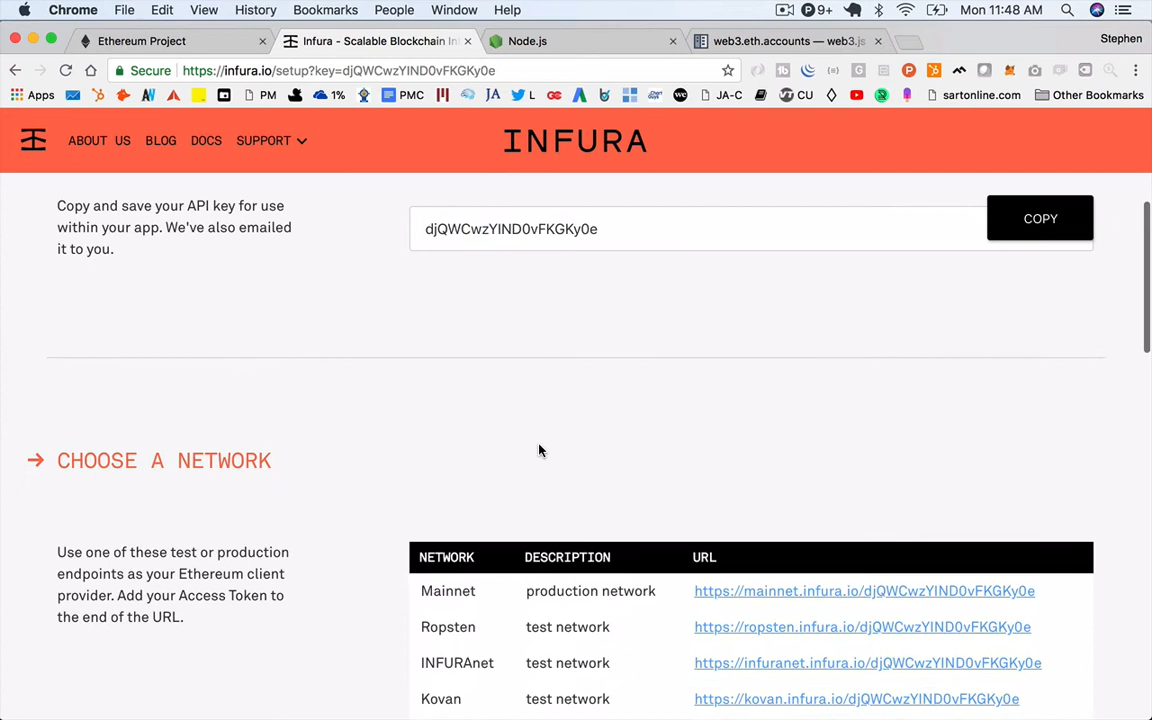 Chrome File Edit View History Bookmarks People Window Help 9+ Mon 11:48 AM
Ethereum Project Infura - Scalable Blockchain In Node.js web3.eth.accounts — web3.js Stephen
Secure https://infura.io/setup?key=djQWCwzYIND0vFKGKy0e
Apps PM 1% PMC JA L JA-C CU sartonline.com Other Bookmarks
ABOUT US BLOG DOCS SUPPORT INFURA
Copy and save your API key for use
within your app. We've also emailed
it to you.
djQWCwzYIND0vFKGKy0e COPY
CHOOSE A NETWORK
Use one of these test or production
endpoints as your Ethereum client
provider. Add your Access Token to
the end of the URL.
NETWORK DESCRIPTION URL
Mainnet production network https://mainnet.infura.io/djQWCwzYIND0vFKGKy0e
Ropsten test network https://ropsten.infura.io/djQWCwzYIND0vFKGKy0e
INFURAnet test network https://infuranet.infura.io/djQWCwzYIND0vFKGKy0e
Kovan test network https://kovan.infura.io/djQWCwzYIND0vFKGKy0e